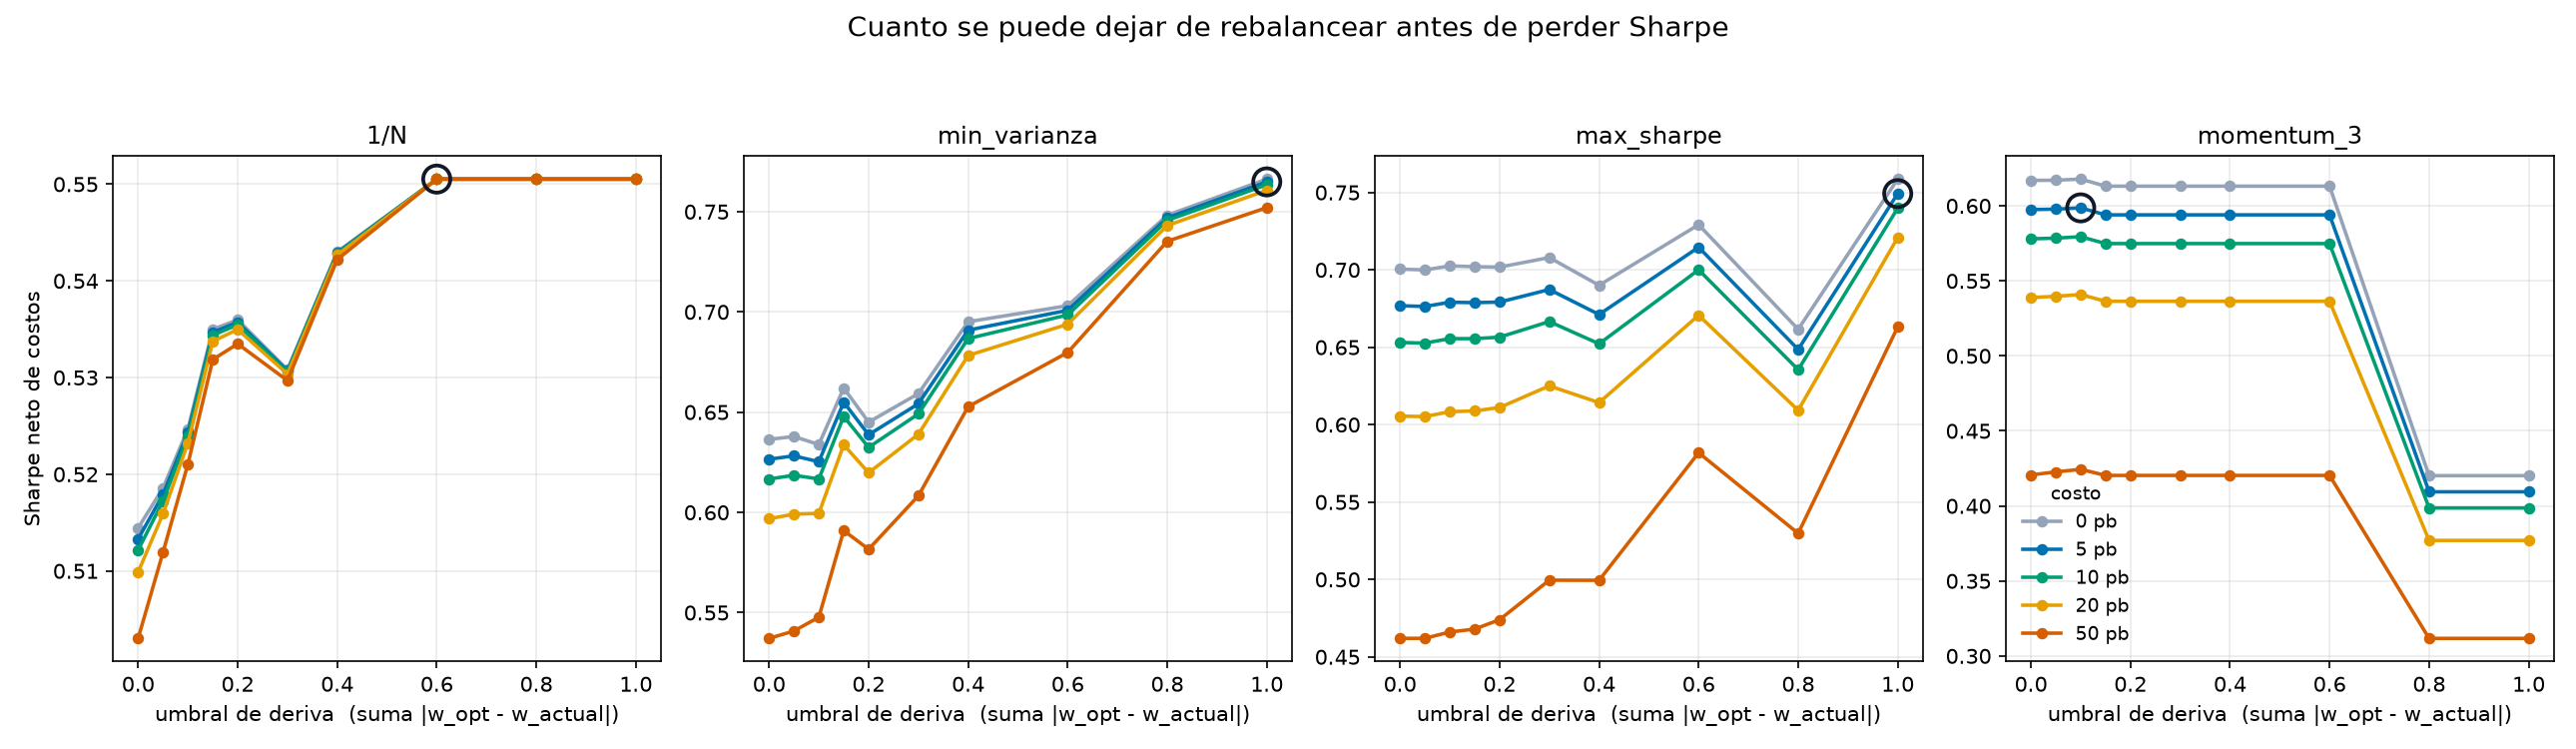 Cuanto se puede dejar de rebalancear antes de perder Sharpe
1/N
Sharpe neto de costos
0.55
0.54
0.53
0.52
0.51
0.0 0.2 0.4 0.6 0.8 1.0
umbral de deriva (suma |w_opt - w_actual|)
min_varianza
0.75
0.70
0.65
0.60
0.55
0.0 0.2 0.4 0.6 0.8 1.0
umbral de deriva (suma |w_opt - w_actual|)
max_sharpe
0.75
0.70
0.65
0.60
0.55
0.50
0.45
0.0 0.2 0.4 0.6 0.8 1.0
umbral de deriva (suma |w_opt - w_actual|)
momentum_3
0.60
0.55
0.50
0.45
0.40
0.35
0.30
costo
0 pb
5 pb
10 pb
20 pb
50 pb
0.0 0.2 0.4 0.6 0.8 1.0
umbral de deriva (suma |w_opt - w_actual|)